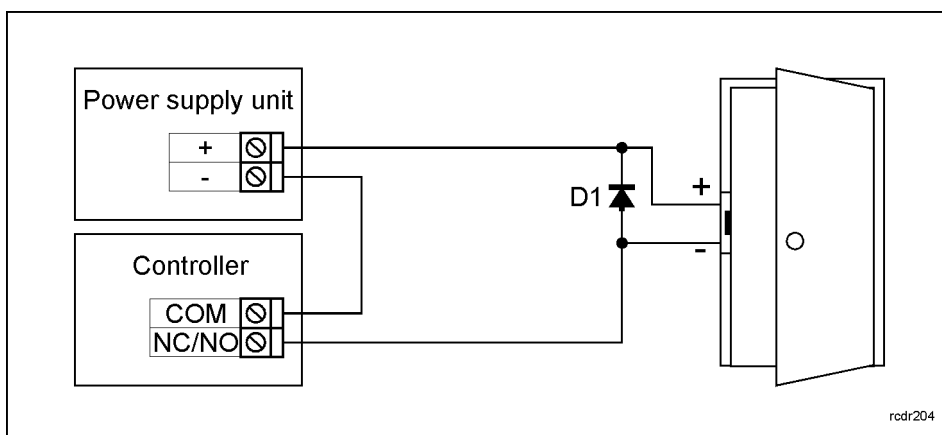 Power supply unit
+
-
D1
+
-
Controller
COM
NC/NO
rcdr204